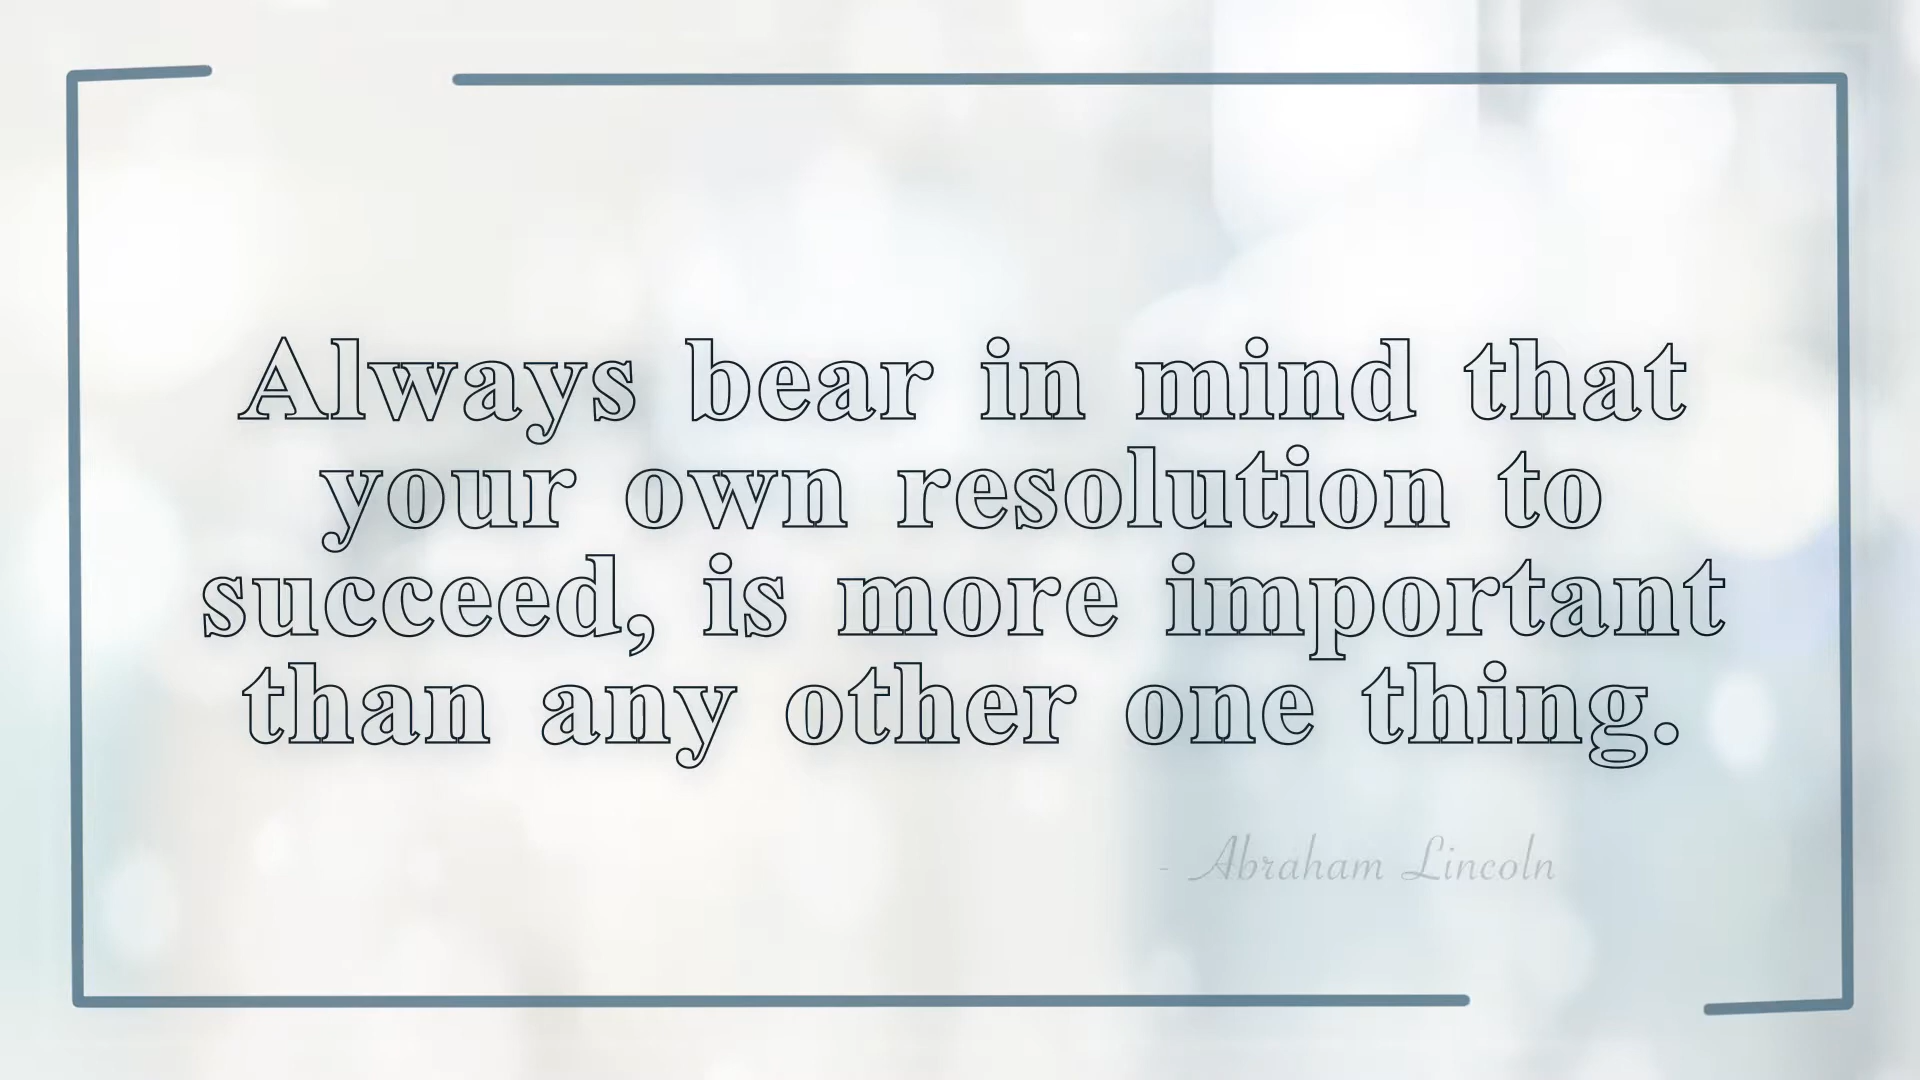 Always bear in mind that
your own resolution to
succeed, is more important
than any other one thing.
- Abraham Lincoln